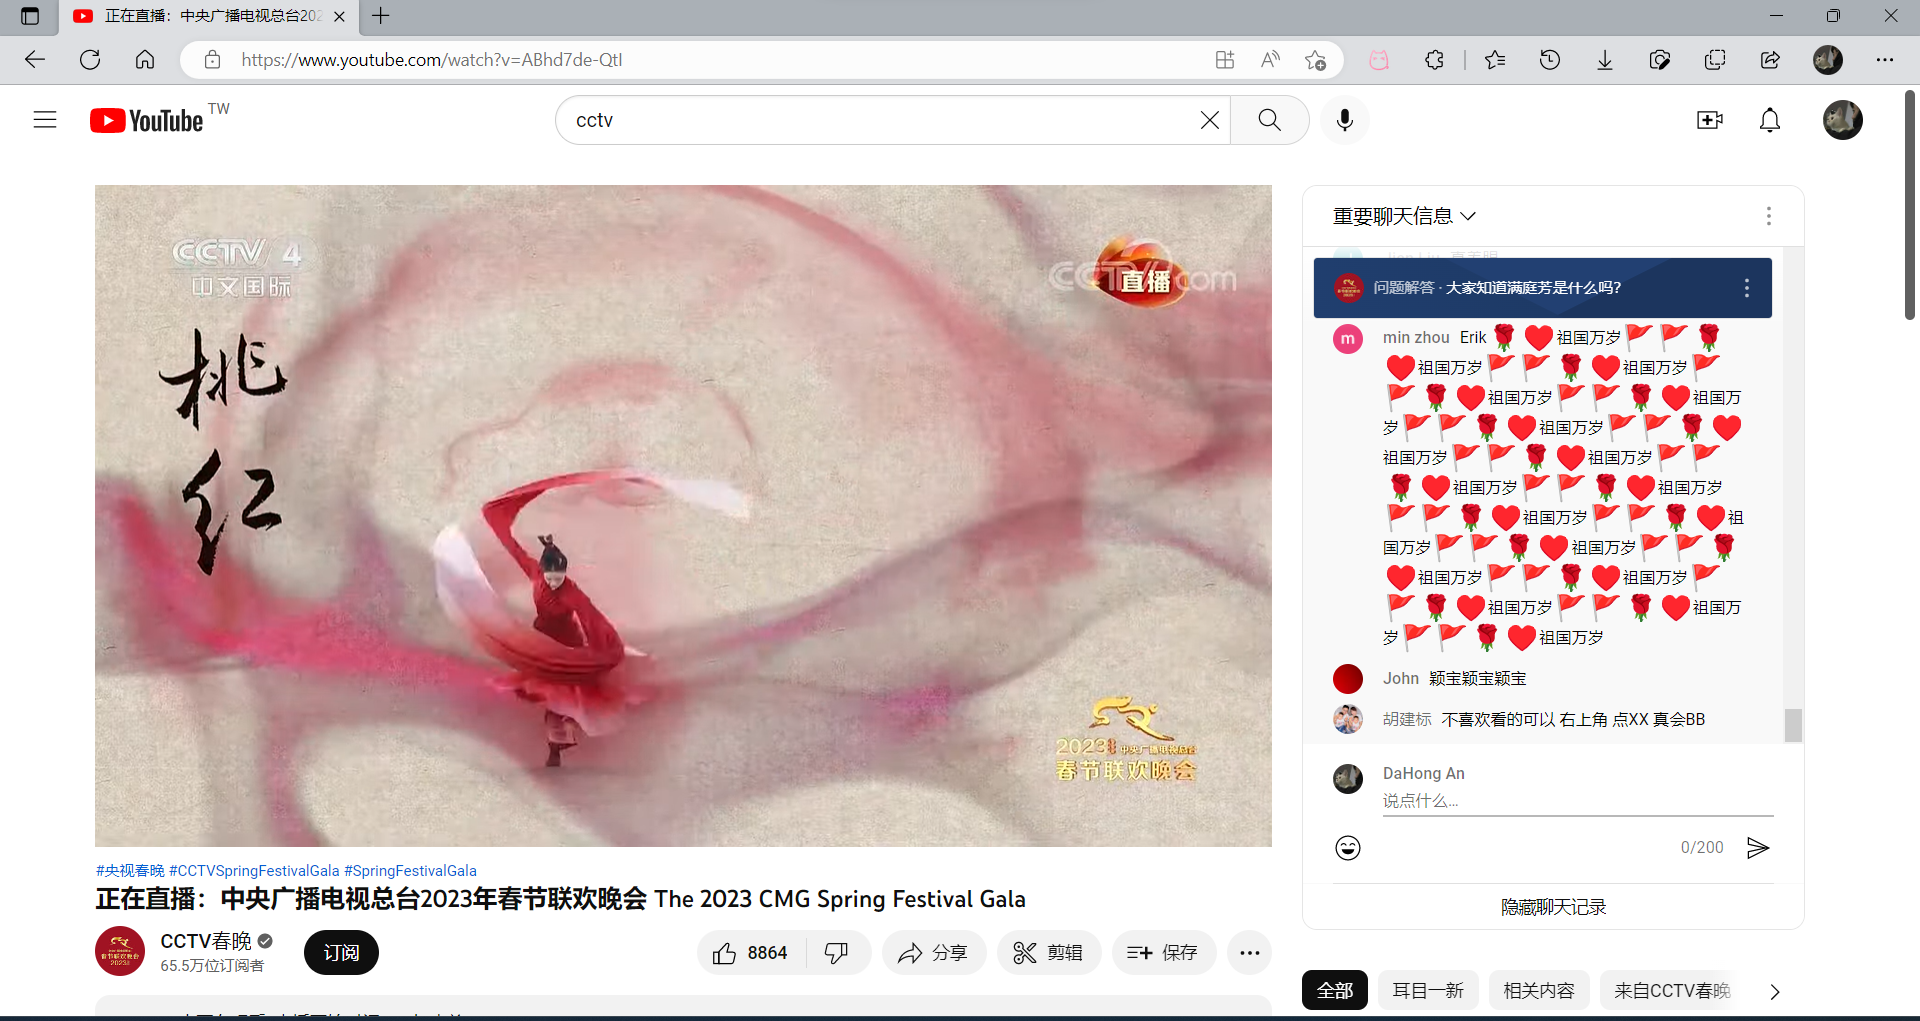 正在直播：中央广播电视总台202
https://www.youtube.com/watch?v=ABhd7de-QtI
YouTube TW
cctv
CCTV 4
中文国际
CCTV.com
直播
桃红
2023 中央广播电视总台
春节联欢晚会
#央视春晚 #CCTVSpringFestivalGala #SpringFestivalGala
正在直播：中央广播电视总台2023年春节联欢晚会 The 2023 CMG Spring Festival Gala
CCTV春晚
65.5万位订阅者
订阅
8864
分享
剪辑
保存
重要聊天信息
问题解答 · 大家知道满庭芳是什么吗?
m
min zhou Erik🌹❤️祖国万岁🚩🚩🌹
❤️祖国万岁🚩🚩🌹❤️祖国万岁🚩
🚩🌹❤️祖国万岁🚩🚩🌹❤️祖国万
岁🚩🚩🌹❤️祖国万岁🚩🚩🌹❤️
祖国万岁🚩🚩🌹❤️祖国万岁🚩🚩
🌹❤️祖国万岁🚩🚩🌹❤️祖国万岁
🚩🚩🌹❤️祖国万岁🚩🚩🌹❤️祖
国万岁🚩🚩🌹❤️祖国万岁🚩🚩🌹
❤️祖国万岁🚩🚩🌹❤️祖国万岁🚩
🚩🌹❤️祖国万岁🚩🚩🌹❤️祖国万
岁🚩🚩🌹❤️祖国万岁
John 颖宝颖宝颖宝
胡建标 不喜欢看的可以 右上角 点XX 真会BB
DaHong An
说点什么...
0/200
隐藏聊天记录
全部
耳目一新
相关内容
来自CCTV春晚